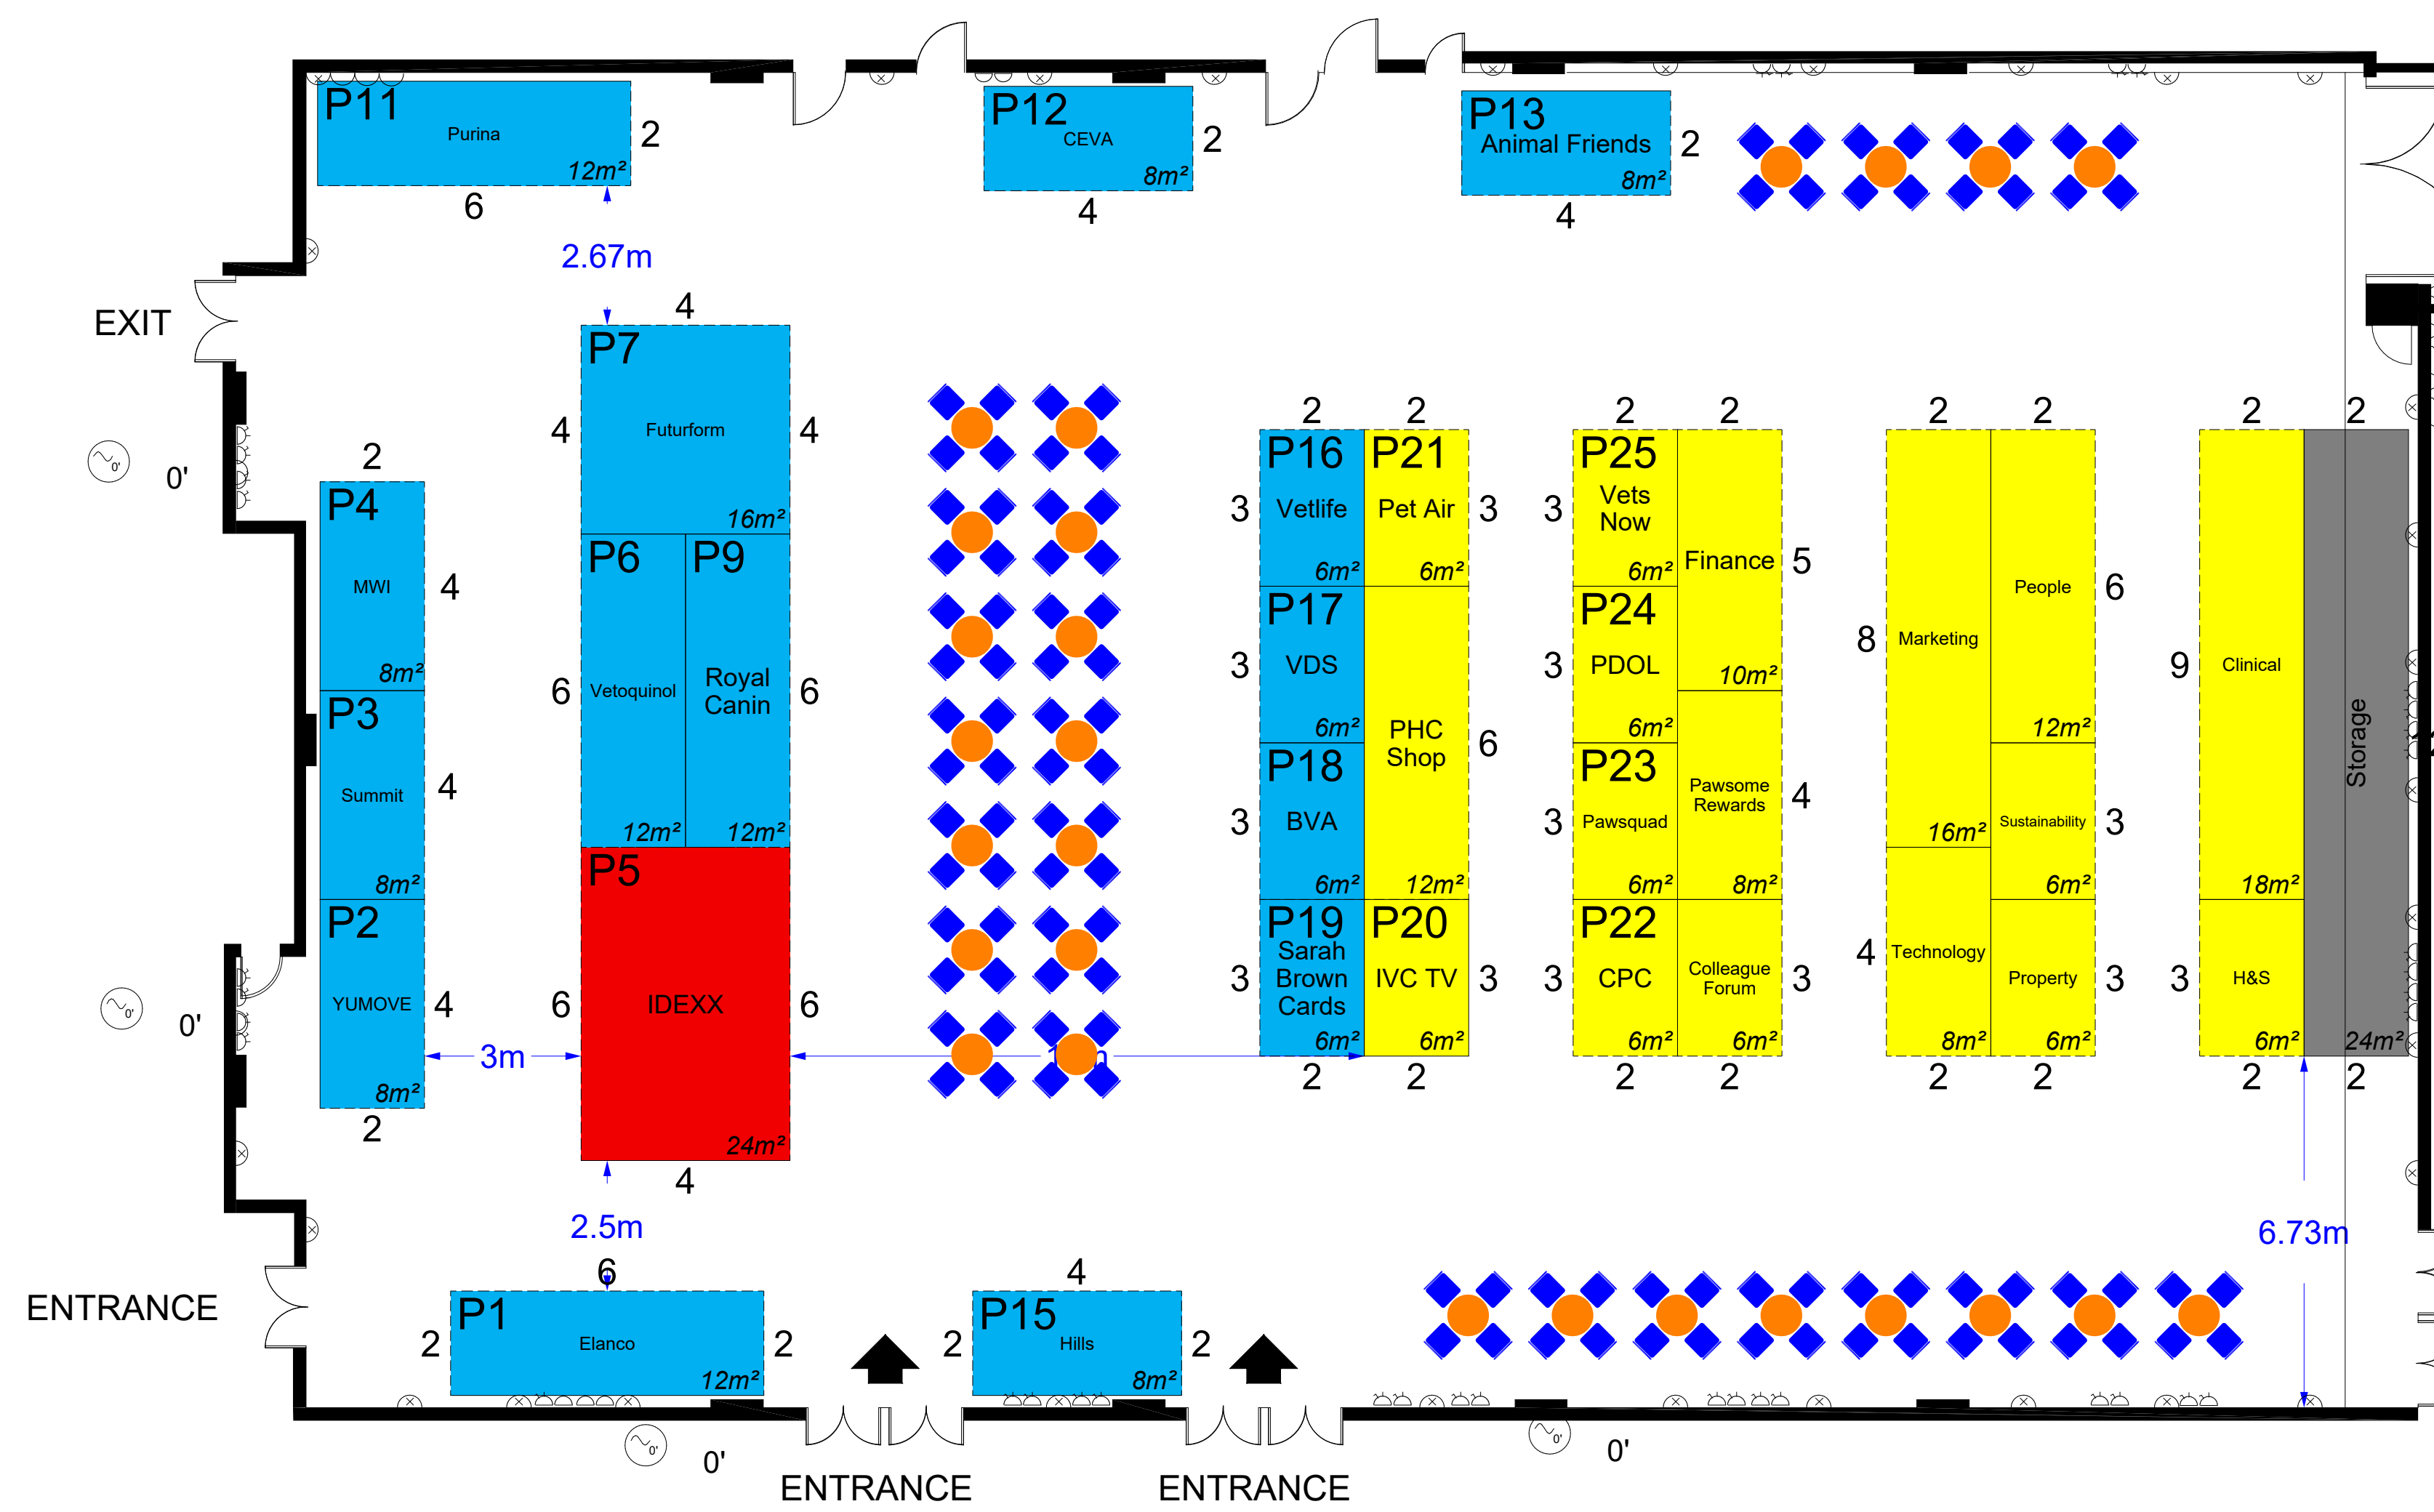 P11
Purina
12m²
2
6
P12
CEVA
8m²
2
4
P13
Animal Friends
8m²
2
4
2.67m
EXIT
0'
0'
2
P4
MWI
8m²
4
P3
Summit
8m²
4
P2
YUMOVE
8m²
4
2
3m
4
P7
Futurform
16m²
4
4
P6
Vetoquinol
12m²
6
P9
Royal
Canin
12m²
6
P5
IDEXX
24m²
6
6
4
2.5m
2
2
P16
Vetlife
6m²
3
P21
Pet Air
6m²
3
P17
VDS
6m²
3
PHC
Shop
12m²
6
P18
BVA
6m²
3
P19
Sarah
Brown
Cards
6m²
3
P20
IVC TV
6m²
3
2
2
2
2
P25
Vets
Now
6m²
3
Finance
10m²
5
P24
PDOL
6m²
3
P23
Pawsquad
6m²
3
Pawsome
Rewards
8m²
4
P22
CPC
6m²
3
Colleague
Forum
6m²
3
2
2
2
2
Marketing
16m²
8
People
12m²
6
Sustainability
6m²
3
Technology
8m²
4
Property
6m²
3
2
2
2
2
Clinical
18m²
9
H&S
6m²
3
Storage
24m²
2
2
6.73m
0'
0'
ENTRANCE
6
P1
Elanco
12m²
2
2
4
P15
Hills
8m²
2
2
0'
0'
0'
0'
ENTRANCE
ENTRANCE